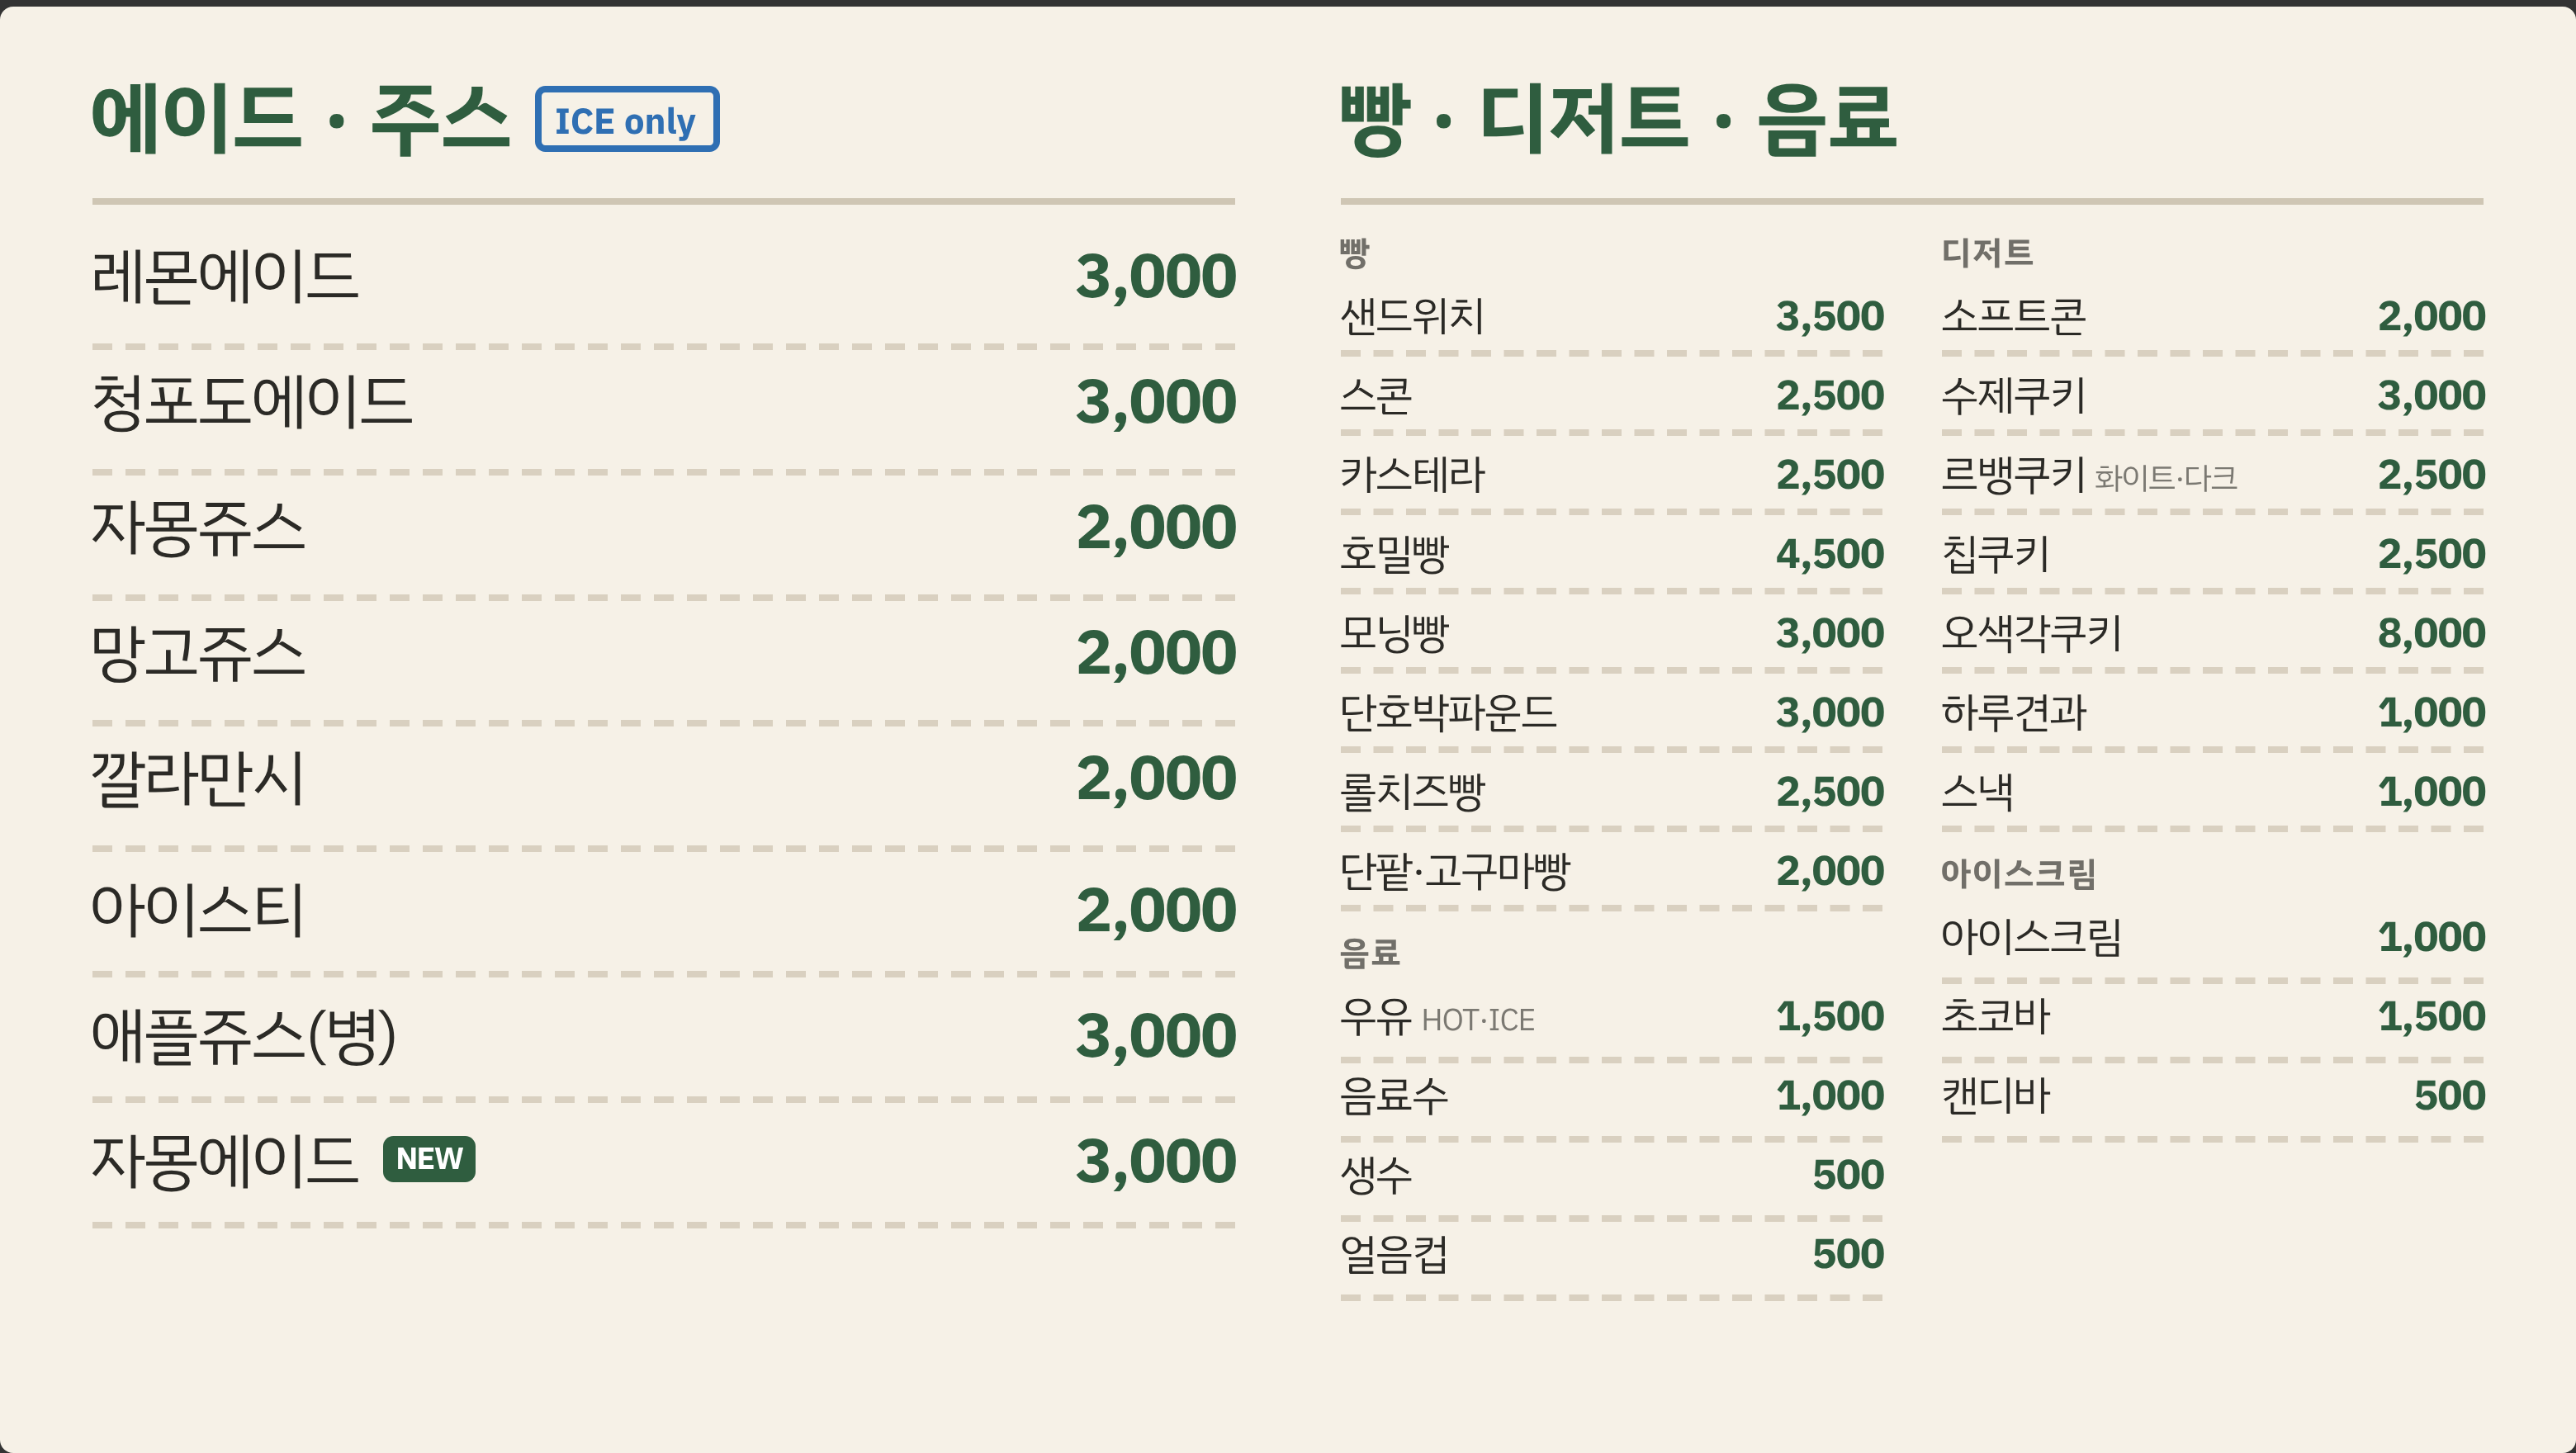 에이드 · 주스 ICE only
레몬에이드 3,000
청포도에이드 3,000
자몽쥬스 2,000
망고쥬스 2,000
깔라만시 2,000
아이스티 2,000
애플쥬스(병) 3,000
자몽에이드 NEW 3,000
빵 · 디저트 · 음료
빵
샌드위치 3,500
스콘 2,500
카스테라 2,500
호밀빵 4,500
모닝빵 3,000
단호박파운드 3,000
롤치즈빵 2,500
단팥·고구마빵 2,000
음료
우유 HOT·ICE 1,500
음료수 1,000
생수 500
얼음컵 500
디저트
소프트콘 2,000
수제쿠키 3,000
르뱅쿠키 화이트·다크 2,500
칩쿠키 2,500
오색각쿠키 8,000
하루견과 1,000
스낵 1,000
아이스크림
아이스크림 1,000
초코바 1,500
캔디바 500